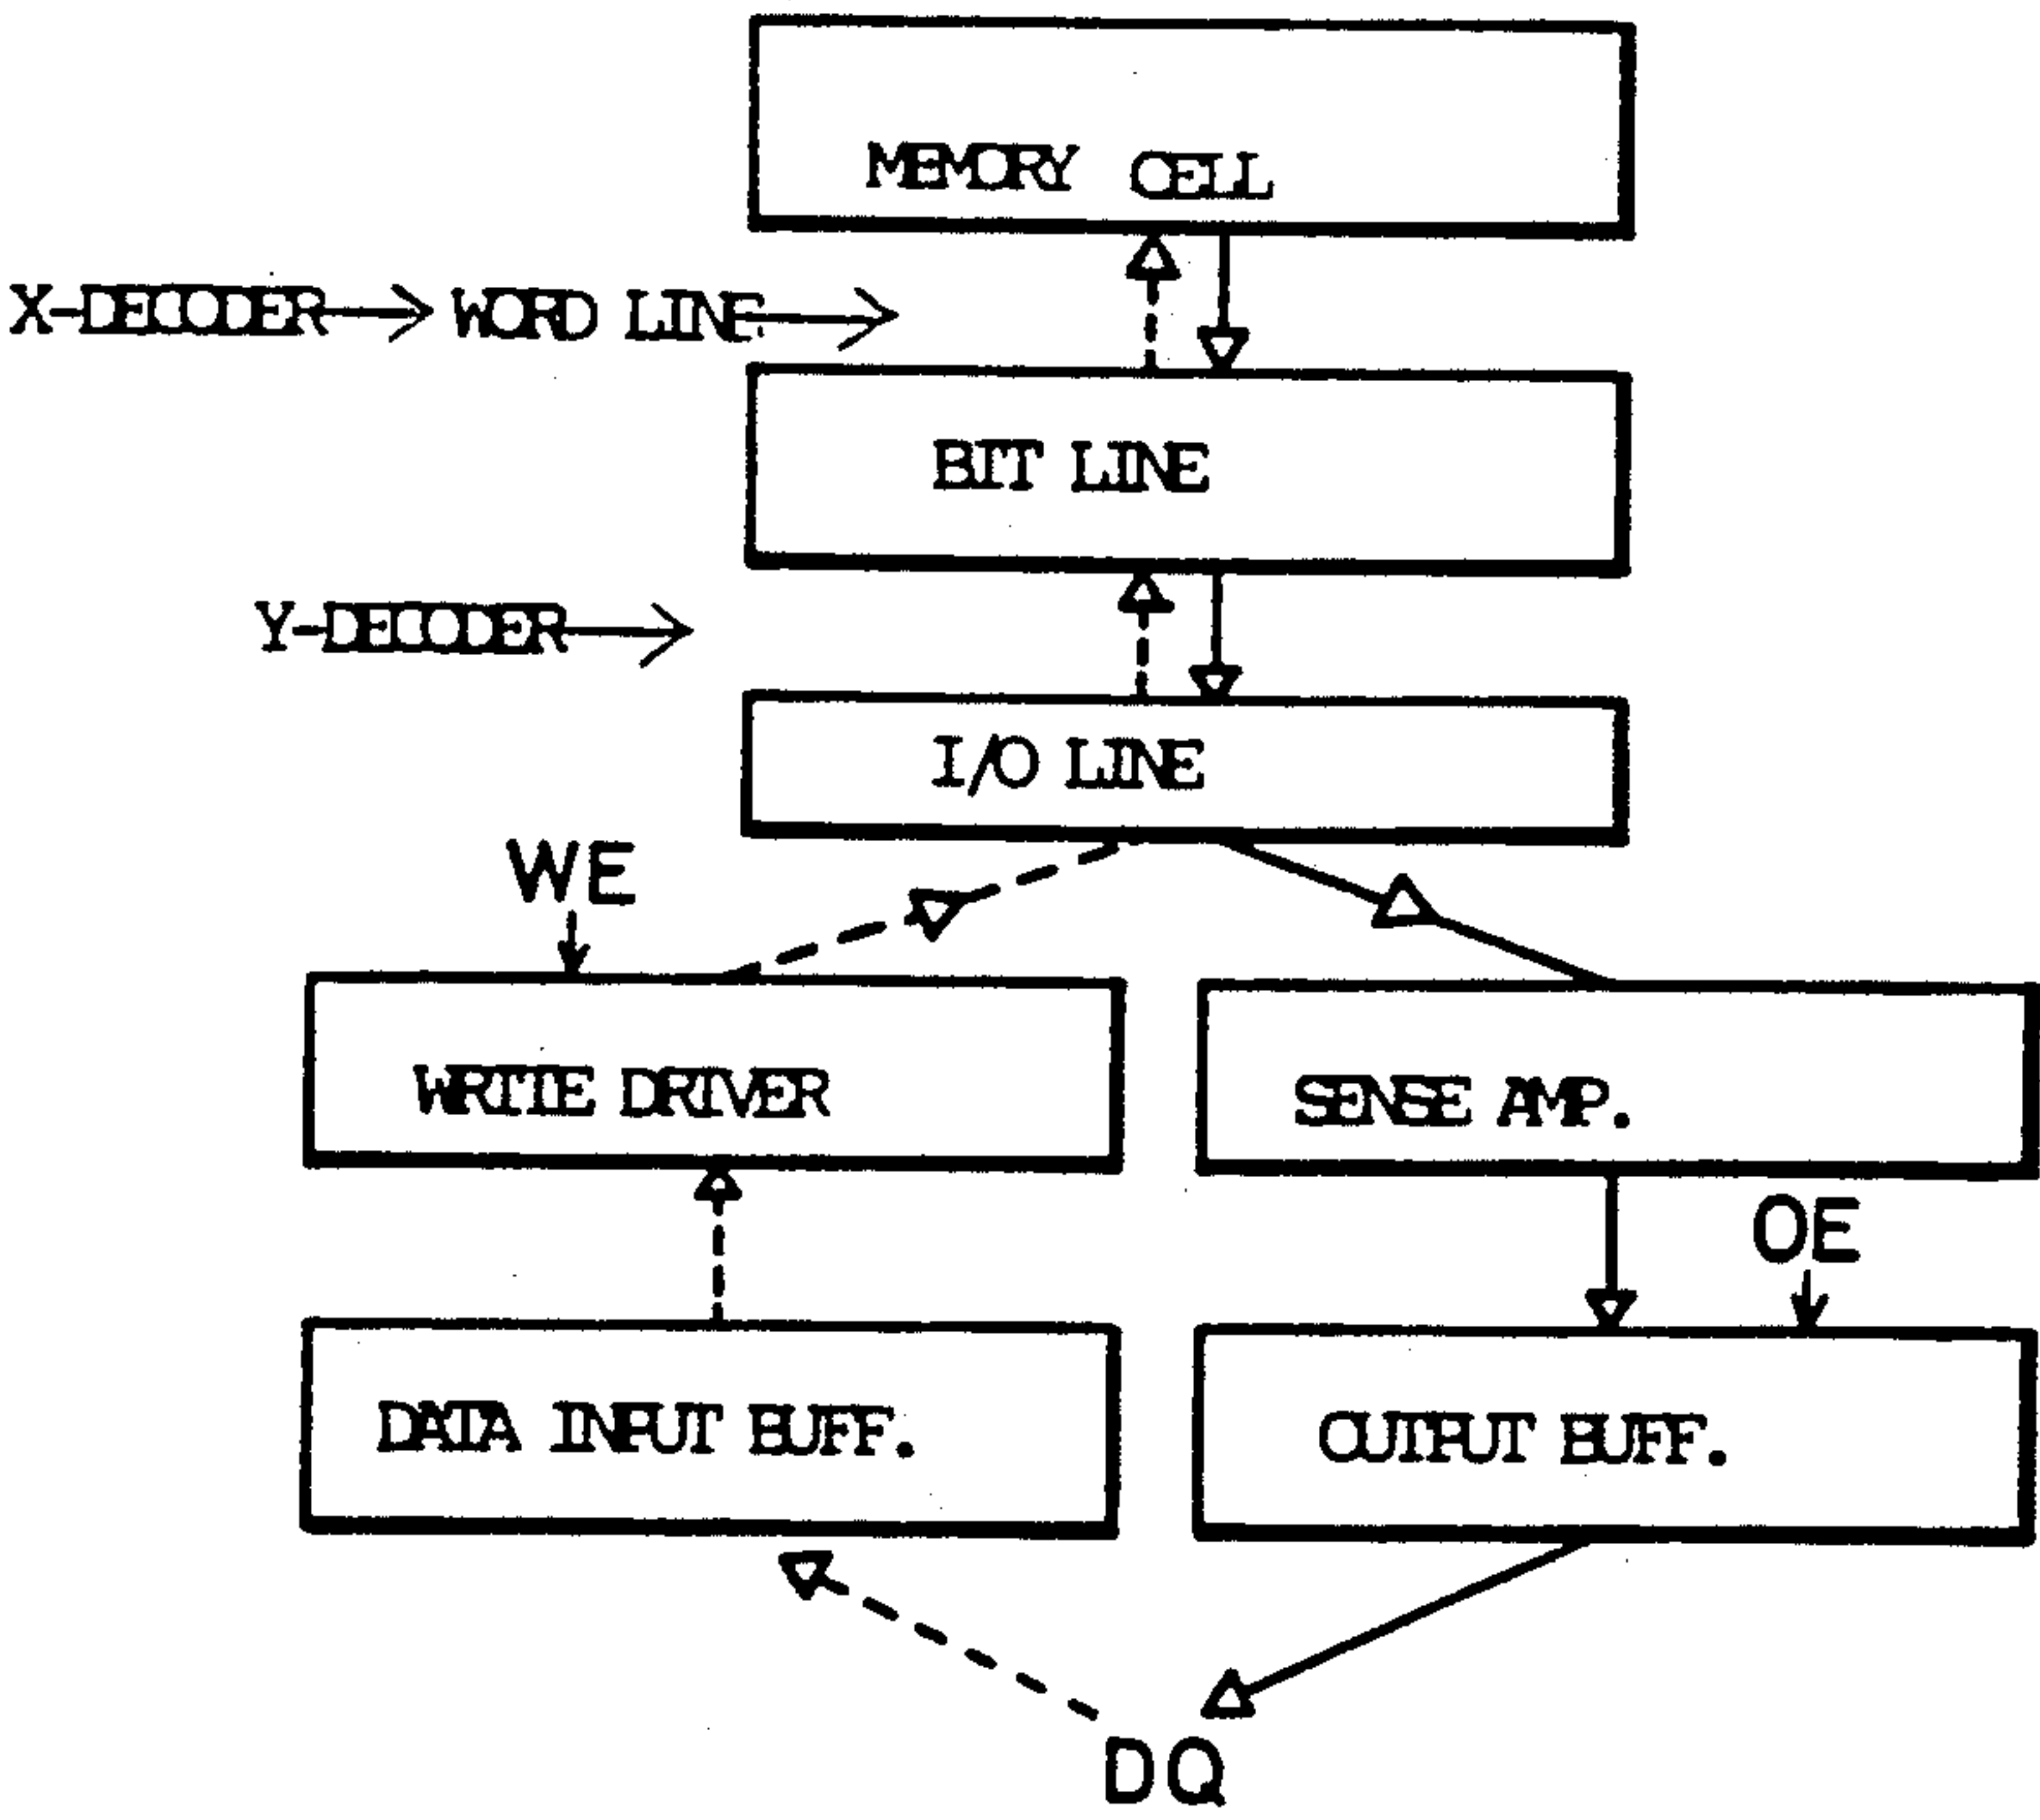 MEMORY CELL
X-DECODER WORD LINE
BIT LINE
Y-DECODER
I/O LINE
WE
WRITE DRIVER
SENSE AMP.
OE
DATA INPUT BUFF.
OUTPUT BUFF.
DQ